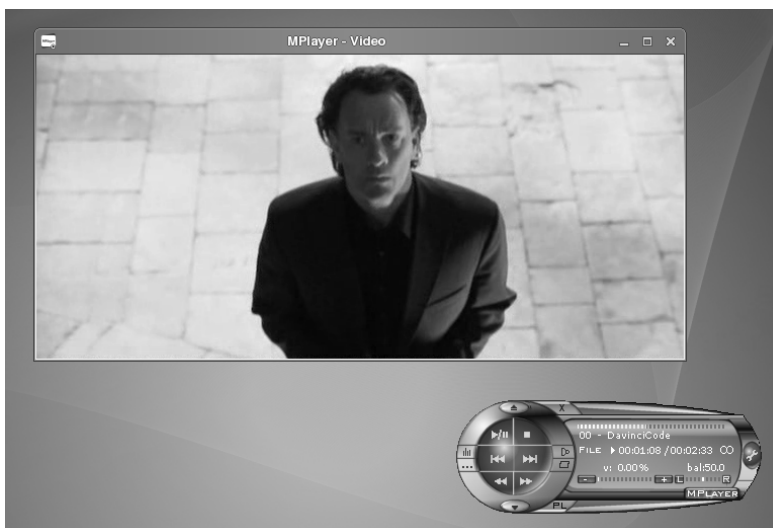 MPlayer - Video
X
00 - DavinciCode
FILE 00:01:08 / 00:02:33
v: 0.00% bal:50.0
- + L R
MPLAYER
PL